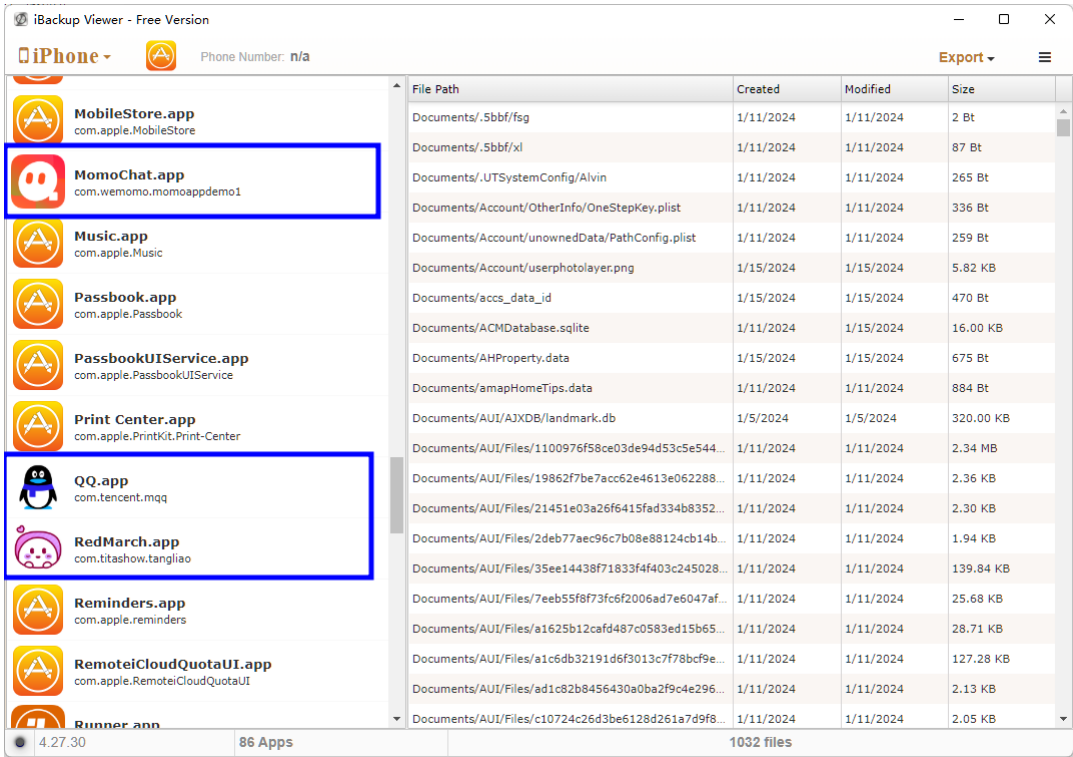 iBackup Viewer - Free Version
iPhone
Phone Number: n/a
Export
MobileStore.app
com.apple.MobileStore
MomoChat.app
com.wemomo.momoappdemo1
Music.app
com.apple.Music
Passbook.app
com.apple.Passbook
PassbookUIService.app
com.apple.PassbookUIService
Print Center.app
com.apple.PrintKit.Print-Center
QQ.app
com.tencent.mqq
RedMarch.app
com.titashow.tangliao
Reminders.app
com.apple.reminders
RemoteiCloudQuotaUI.app
com.apple.RemoteiCloudQuotaUI
Runner.app
File Path Created Modified Size
Documents/.5bbf/fsg 1/11/2024 1/11/2024 2 Bt
Documents/.5bbf/xl 1/11/2024 1/11/2024 87 Bt
Documents/.UTSystemConfig/Alvin 1/11/2024 1/11/2024 265 Bt
Documents/Account/OtherInfo/OneStepKey.plist 1/11/2024 1/11/2024 336 Bt
Documents/Account/unownedData/PathConfig.plist 1/11/2024 1/11/2024 259 Bt
Documents/Account/userphotolayer.png 1/15/2024 1/15/2024 5.82 KB
Documents/accs_data_id 1/15/2024 1/15/2024 470 Bt
Documents/ACMDatabase.sqlite 1/11/2024 1/15/2024 16.00 KB
Documents/AHProperty.data 1/15/2024 1/15/2024 675 Bt
Documents/amapHomeTips.data 1/11/2024 1/11/2024 884 Bt
Documents/AUI/AJXDB/landmark.db 1/5/2024 1/5/2024 320.00 KB
Documents/AUI/Files/1100976f58ce03de94d53c5e544... 1/11/2024 1/11/2024 2.34 MB
Documents/AUI/Files/19862f7be7acc62e4613e062288... 1/11/2024 1/11/2024 2.36 KB
Documents/AUI/Files/21451e03a26f6415fad334b8352... 1/11/2024 1/11/2024 2.30 KB
Documents/AUI/Files/2deb77aec96c7b08e88124cb14b... 1/11/2024 1/11/2024 1.94 KB
Documents/AUI/Files/35ee14438f71833f4f403c245028... 1/11/2024 1/11/2024 139.84 KB
Documents/AUI/Files/7eeb55f8f73fc6f2006ad7e6047af... 1/11/2024 1/11/2024 25.68 KB
Documents/AUI/Files/a1625b12cafd487c0583ed15b65... 1/11/2024 1/11/2024 28.71 KB
Documents/AUI/Files/a1c6db32191d6f3013c7f78bcf9e... 1/11/2024 1/11/2024 127.28 KB
Documents/AUI/Files/ad1c82b8456430a0ba2f9c4e296... 1/11/2024 1/11/2024 2.13 KB
Documents/AUI/Files/c10724c26d3be6128d261a7d9f8... 1/11/2024 1/11/2024 2.05 KB
4.27.30
86 Apps
1032 files